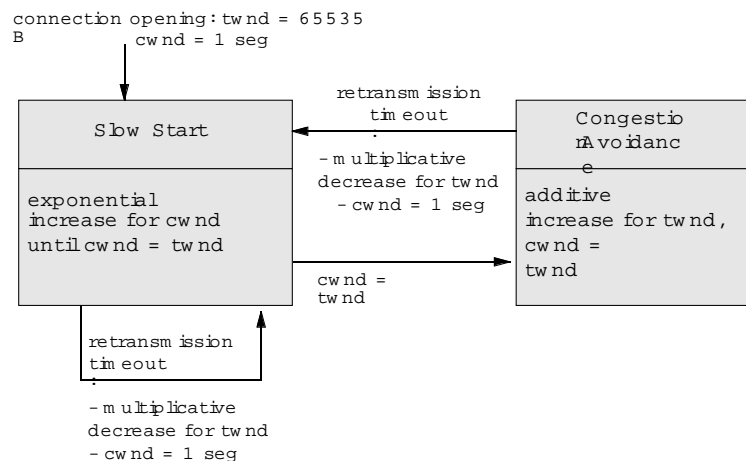 connection opening: twnd = 65535
B
cwnd = 1 seg
Slow Start
exponential
increase for cwnd
until cwnd = twnd
retransmission
timeout
:
- multiplicative
decrease for twnd
- cwnd = 1 seg
Congestio
nAvoidanc
e
additive
increase for twnd,
cwnd =
twnd
cwnd =
twnd
retransmission
timeout
:
- multiplicative
decrease for twnd
- cwnd = 1 seg